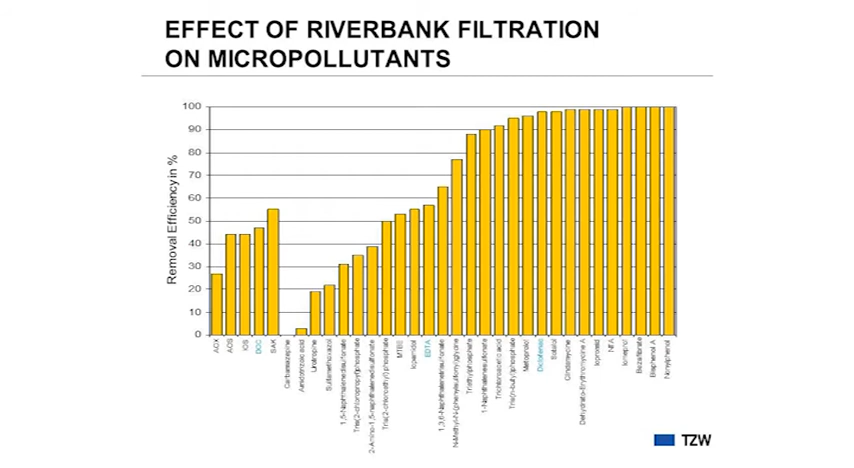 EFFECT OF RIVERBANK FILTRATION
ON MICROPOLLUTANTS
Removal Efficiency in %
100
90
80
70
60
50
40
30
20
10
0
AOX
AOS
IOS
DOC
SAK
Carbamazepine
Amidotrizoic acid
Urotropine
Sulfamethoxazol
1,5-Naphthalenedisulfonate
Tris(2-chloropropyl)phosphate
2-Amino-1,5-naphthalenedisulfonate
Tris(2-chloroethyl)phosphate
MTBE
Iopamidol
EDTA
1,3,6-Naphthalenetrisulfonate
N-Methyl-N-(phenylsulfonyl)glycine
Triethylphosphate
1-Naphthalenesulfonate
Trichloroacetic acid
Tris(n-butyl)phosphate
Metoprolol
Diclofenac
Sotalol
Clindamycine
Dehydrato-Erythromycine A
Iopromid
NTA
Bezafibrate
Bisphenol A
Nonylphenol
TZW